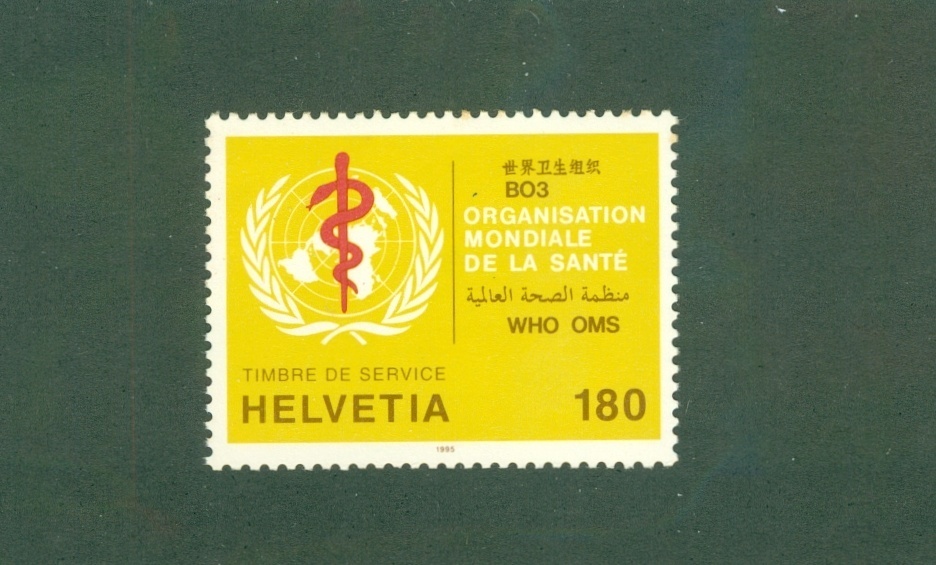 世界卫生组织
ВОЗ
ORGANISATION
MONDIALE
DE LA SANTÉ
منظمة الصحة العالمية
WHO OMS
TIMBRE DE SERVICE
HELVETIA
180
1995